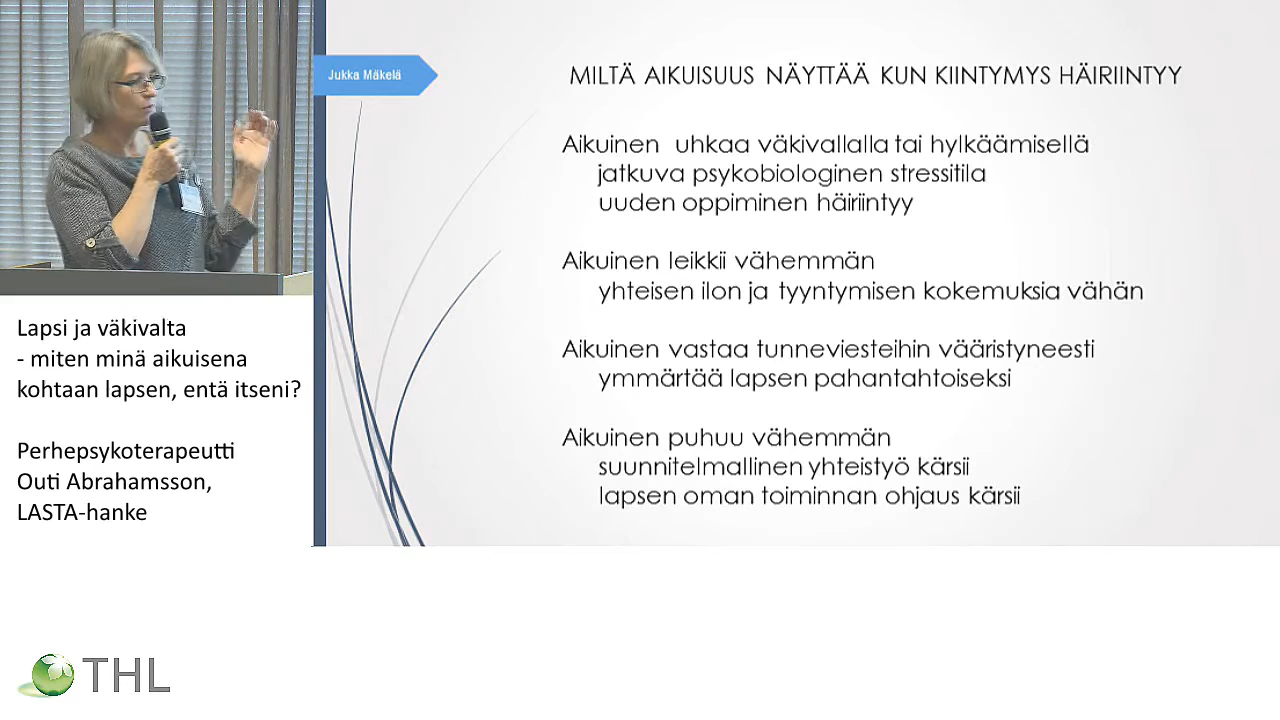 Jukka Mäkelä
MILTÄ AIKUISUUS NÄYTTÄÄ KUN KIINTYMYS HÄIRIINTYY
Aikuinen uhkaa väkivallalla tai hylkäämisellä
jatkuva psykobiologinen stressitila
uuden oppiminen häiriintyy
Aikuinen leikkii vähemmän
yhteisen ilon ja tyyntymisen kokemuksia vähän
Aikuinen vastaa tunneviesteihin vääristyneesti
ymmärtää lapsen pahantahtoiseksi
Aikuinen puhuu vähemmän
suunnitelmallinen yhteistyö kärsii
lapsen oman toiminnan ohjaus kärsii
Lapsi ja väkivalta
- miten minä aikuisena
kohtaan lapsen, entä itseni?
Perhepsykoterapeutti
Outi Abrahamsson,
LASTA-hanke
THL